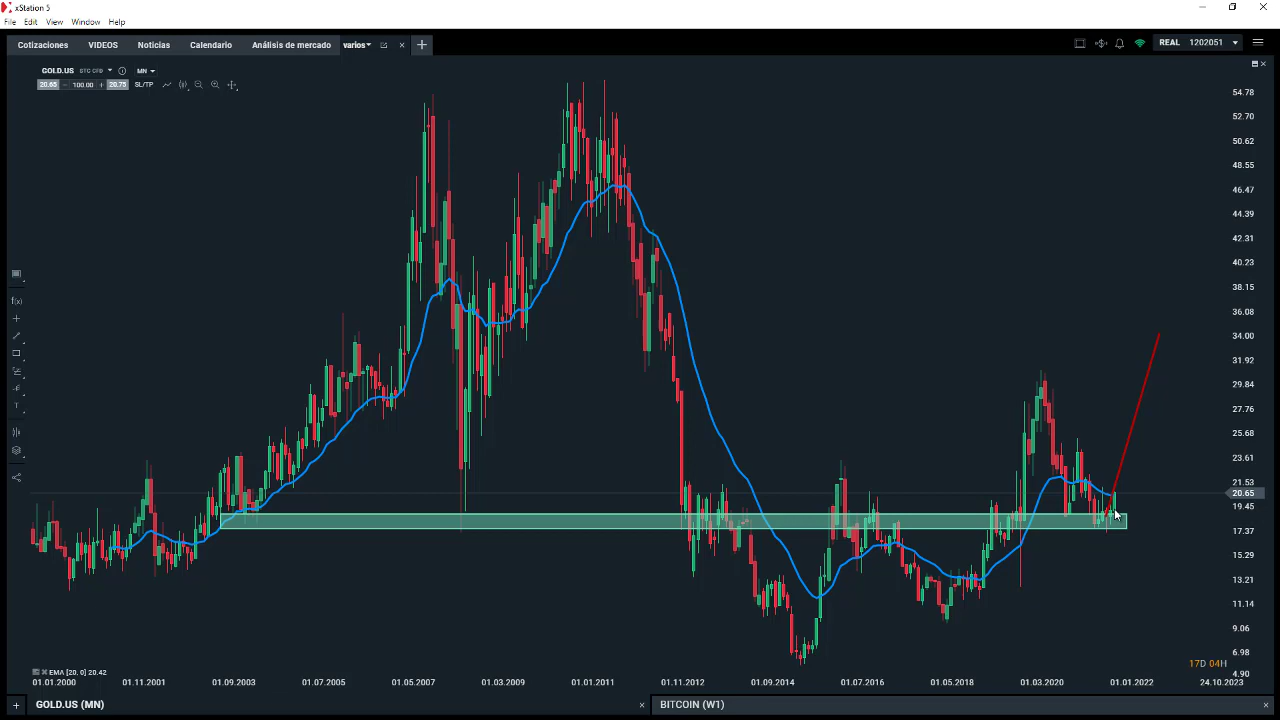 xStation 5
File Edit View Window Help
Cotizaciones VIDEOS Noticias Calendario Análisis de mercado varios REAL 1202051
GOLD.US STC CFD MN
20.65 100.00 20.75 SL/TP
54.78
52.70
50.62
48.55
46.47
44.39
42.31
40.23
38.15
36.08
34.00
31.92
29.84
27.76
25.68
23.61
21.53
20.65
19.45
17.37
15.29
13.21
11.14
9.06
6.98
4.90
f(x)
T
17D 04H
EMA [20, 0] 20.42
01.01.2000 01.11.2001 01.09.2003 01.07.2005 01.05.2007 01.03.2009 01.01.2011 01.11.2012 01.09.2014 01.07.2016 01.05.2018 01.03.2020 01.01.2022 24.10.2023
GOLD.US (MN) BITCOIN (W1)